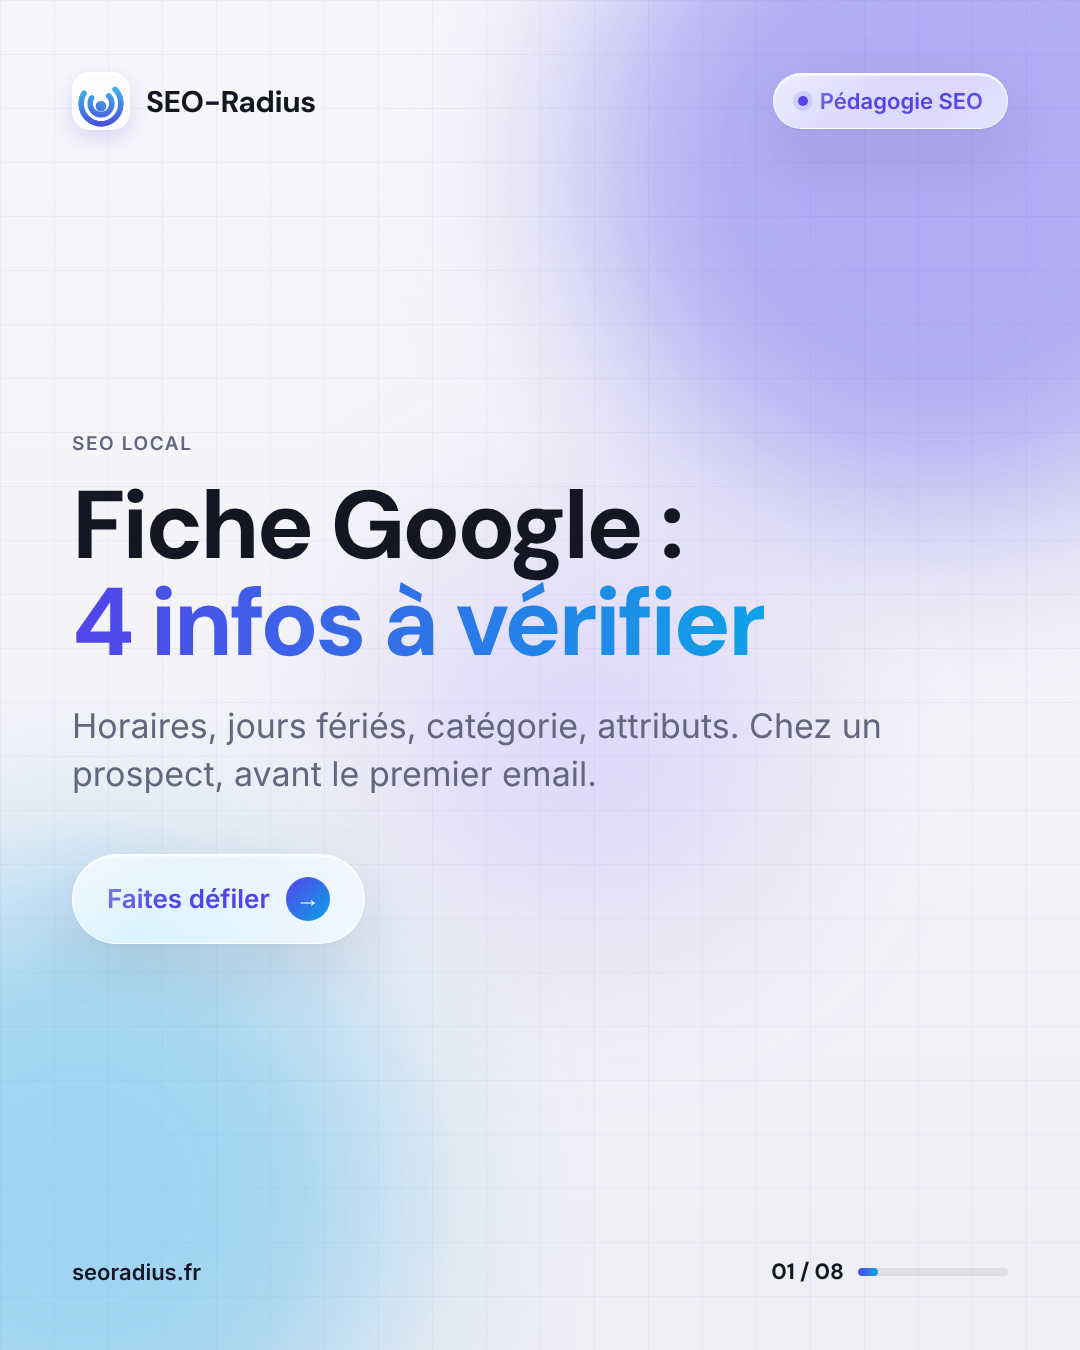 SEO-Radius
Pédagogie SEO
SEO LOCAL
Fiche Google :
4 infos à vérifier
Horaires, jours fériés, catégorie, attributs. Chez un
prospect, avant le premier email.
Faites défiler →
seoradius.fr
01 / 08